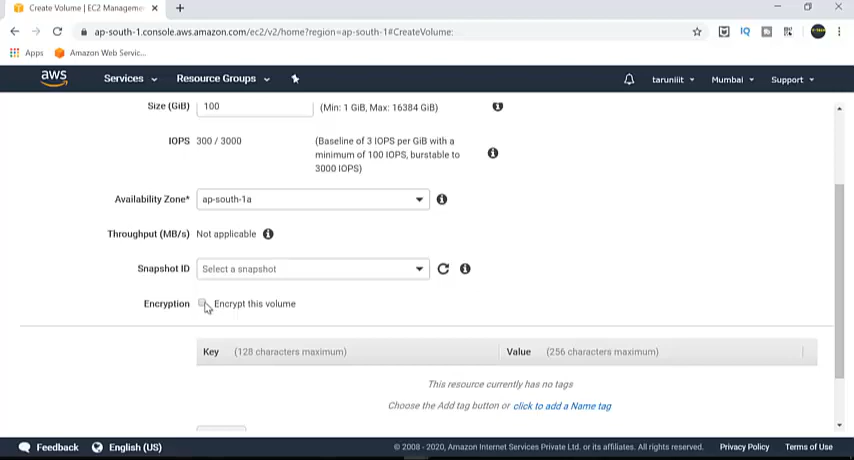 Create Volume | EC2 Managemen
ap-south-1.console.aws.amazon.com/ec2/v2/home?region=ap-south-1#CreateVolume:
IQ
Apps
Amazon Web Servic...
aws
Services
Resource Groups
taruniiit
Mumbai
Support
Size (GiB)
100
(Min: 1 GiB, Max: 16384 GiB)
IOPS
300 / 3000
(Baseline of 3 IOPS per GiB with a
minimum of 100 IOPS, burstable to
3000 IOPS)
Availability Zone*
ap-south-1a
Throughput (MB/s)
Not applicable
Snapshot ID
Select a snapshot
Encryption
Encrypt this volume
Key
(128 characters maximum)
Value
(256 characters maximum)
This resource currently has no tags
Choose the Add tag button or click to add a Name tag
Feedback
English (US)
© 2008 - 2020, Amazon Internet Services Private Ltd. or its affiliates. All rights reserved.
Privacy Policy
Terms of Use